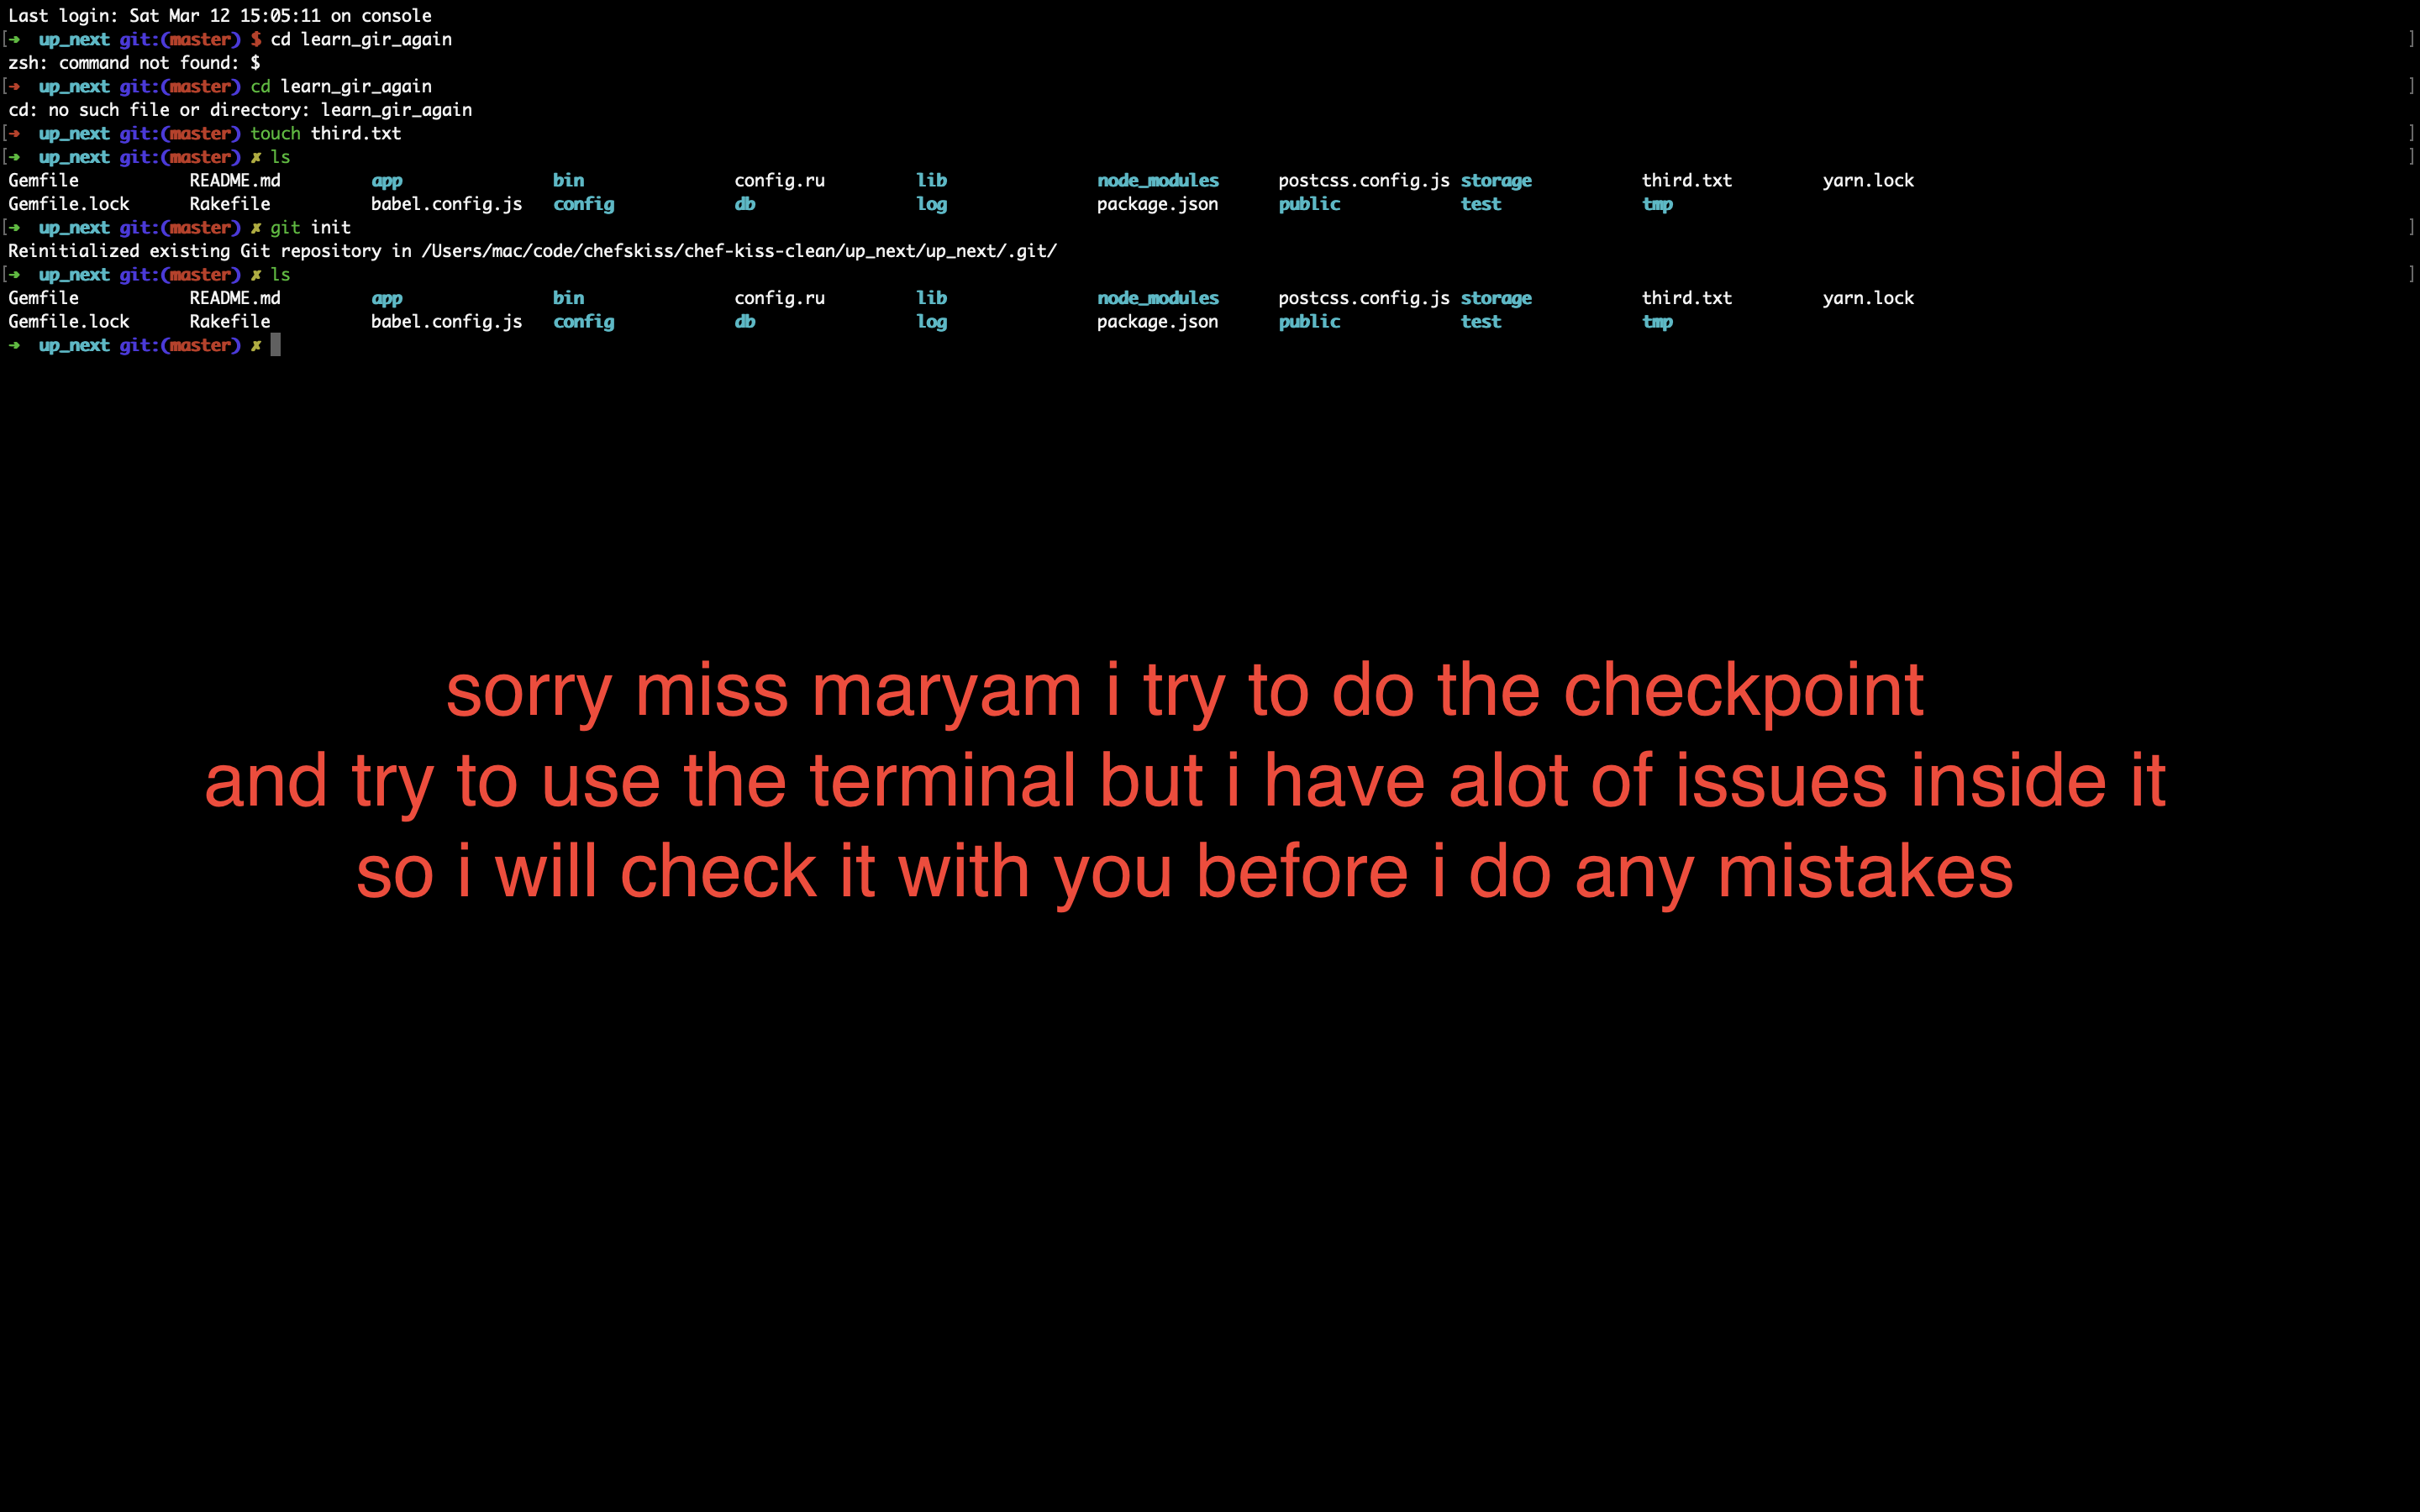 Last login: Sat Mar 12 15:05:11 on console
[➜  up_next git:(master) $ cd learn_gir_again ]
zsh: command not found: $
[➜  up_next git:(master) cd learn_gir_again ]
cd: no such file or directory: learn_gir_again
[➜  up_next git:(master) touch third.txt ]
[➜  up_next git:(master) ✗ ls ]
Gemfile README.md app bin config.ru lib node_modules postcss.config.js storage third.txt yarn.lock
Gemfile.lock Rakefile babel.config.js config db log package.json public test tmp
[➜  up_next git:(master) ✗ git init ]
Reinitialized existing Git repository in /Users/mac/code/chefskiss/chef-kiss-clean/up_next/up_next/.git/
[➜  up_next git:(master) ✗ ls ]
Gemfile README.md app bin config.ru lib node_modules postcss.config.js storage third.txt yarn.lock
Gemfile.lock Rakefile babel.config.js config db log package.json public test tmp
➜  up_next git:(master) ✗
sorry miss maryam i try to do the checkpoint
and try to use the terminal but i have alot of issues inside it
so i will check it with you before i do any mistakes